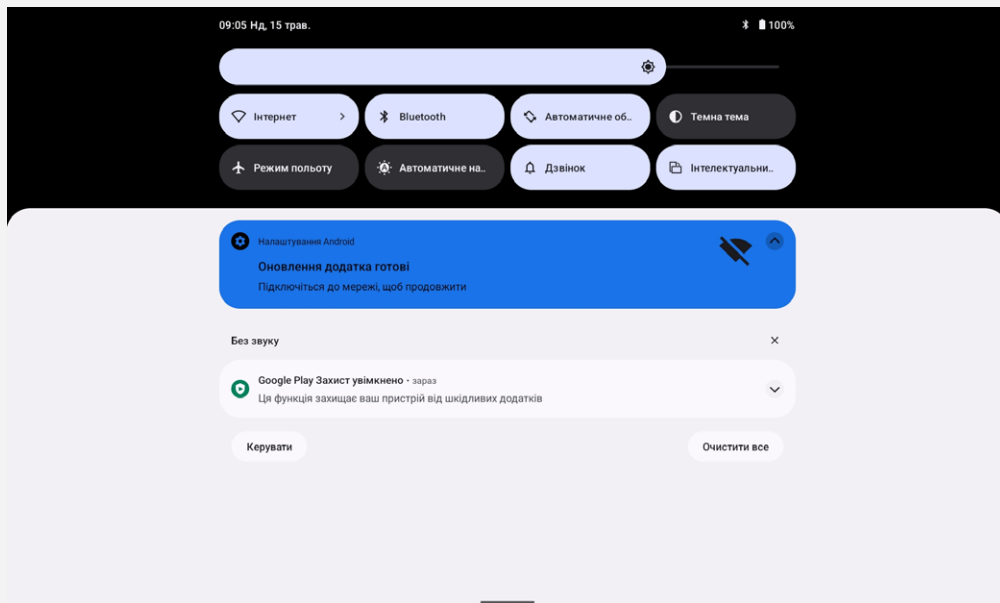 09:05 Нд, 15 трав.
100%
Інтернет
Bluetooth
Автоматичне об..
Темна тема
Режим польоту
Автоматичне на..
Дзвінок
Інтелектуальни..
Налаштування Android
Оновлення додатка готові
Підключіться до мережі, щоб продовжити
Без звуку
Google Play Захист увімкнено • зараз
Ця функція захищає ваш пристрій від шкідливих додатків
Керувати
Очистити все